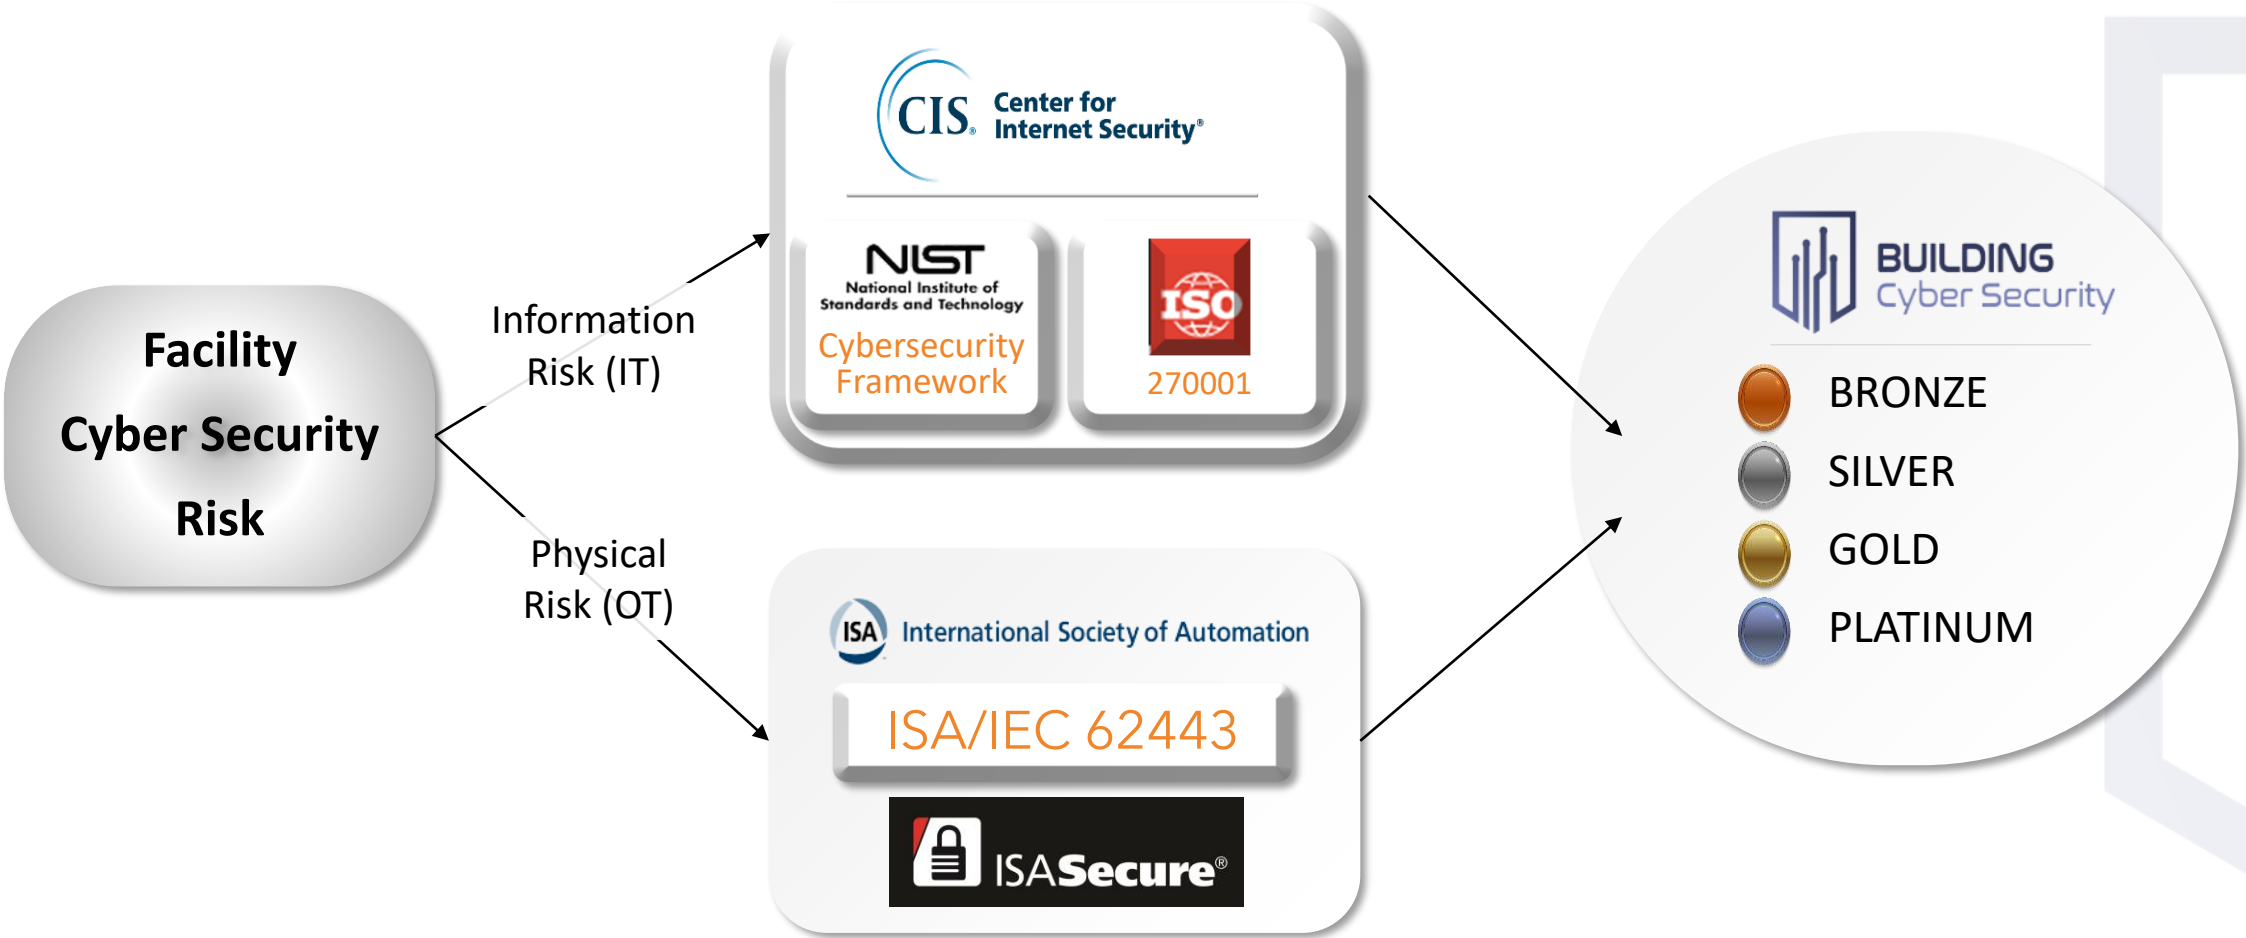 Facility
Cyber Security
Risk
Information
Risk (IT)
Physical
Risk (OT)
CIS®
Center for
Internet Security®
NIST
National Institute of
Standards and Technology
Cybersecurity
Framework
ISO
270001
ISA
International Society of Automation
ISA/IEC 62443
ISASecure®
BUILDING
Cyber Security
BRONZE
SILVER
GOLD
PLATINUM